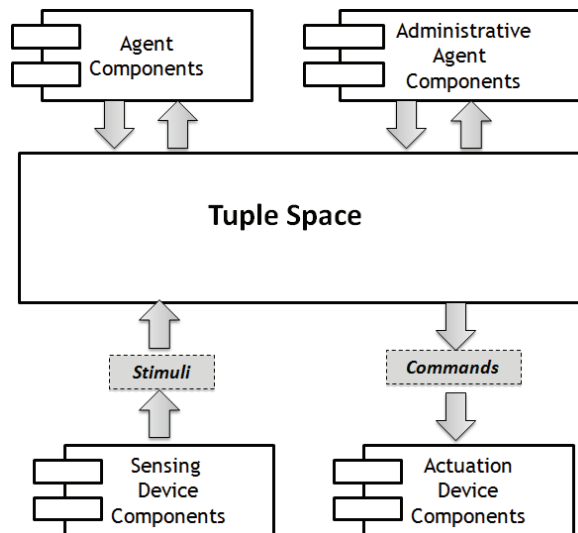 Agent
Components
Administrative
Agent
Components
Tuple Space
Stimuli
Commands
Sensing
Device
Components
Actuation
Device
Components